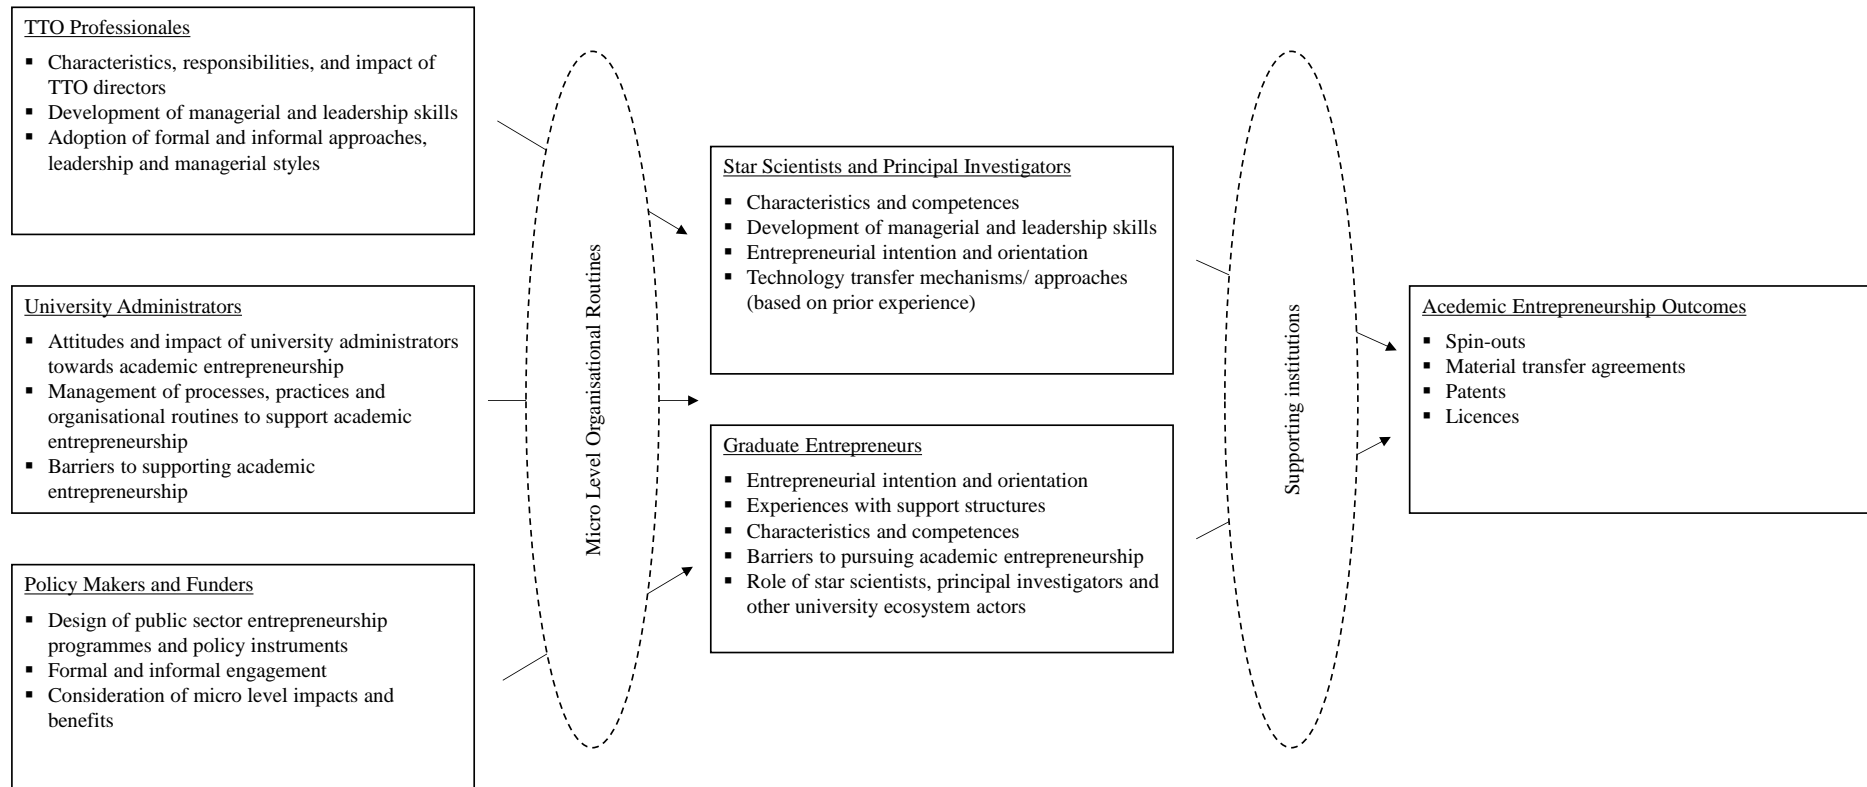 TTO Professionales
▪ Characteristics, responsibilities, and impact of
TTO directors
▪ Development of managerial and leadership skills
▪ Adoption of formal and informal approaches,
leadership and managerial styles
University Administrators
▪ Attitudes and impact of university administrators
towards academic entrepreneurship
▪ Management of processes, practices and
organisational routines to support academic
entrepreneurship
▪ Barriers to supporting academic
entrepreneurship
Policy Makers and Funders
▪ Design of public sector entrepreneurship
programmes and policy instruments
▪ Formal and informal engagement
▪ Consideration of micro level impacts and
benefits
Micro Level Organisational Routines
Star Scientists and Principal Investigators
▪ Characteristics and competences
▪ Development of managerial and leadership skills
▪ Entrepreneurial intention and orientation
▪ Technology transfer mechanisms/ approaches
(based on prior experience)
Graduate Entrepreneurs
▪ Entrepreneurial intention and orientation
▪ Experiences with support structures
▪ Characteristics and competences
▪ Barriers to pursuing academic entrepreneurship
▪ Role of star scientists, principal investigators and
other university ecosystem actors
Supporting institutions
Acedemic Entrepreneurship Outcomes
▪ Spin-outs
▪ Material transfer agreements
▪ Patents
▪ Licences